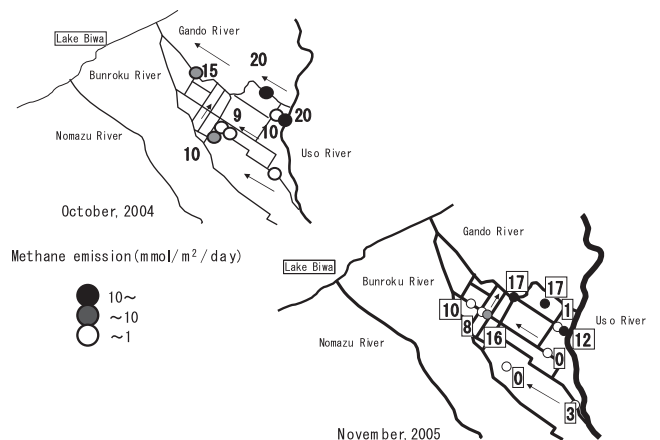 Gando River
Lake Biwa
20
15
Bunroku River
9
20
10
Nomazu River
10
Uso River
October, 2004
Methane emission(mmol/m²/day)
10~
~10
~1
Gando River
Lake Biwa
Bunroku River
17
17
10
1
Uso River
8
16
12
Nomazu River
0
0
3
November, 2005